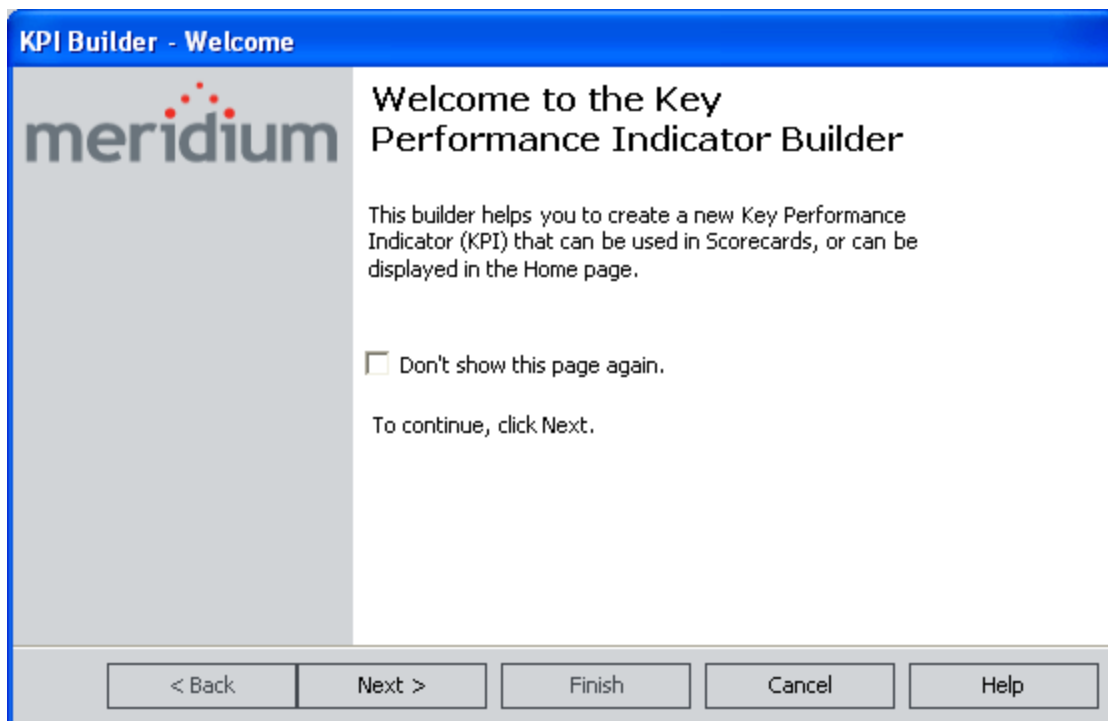 KPI Builder - Welcome
meridium
Welcome to the Key
Performance Indicator Builder
This builder helps you to create a new Key Performance
Indicator (KPI) that can be used in Scorecards, or can be
displayed in the Home page.
Don't show this page again.
To continue, click Next.
< Back
Next >
Finish
Cancel
Help